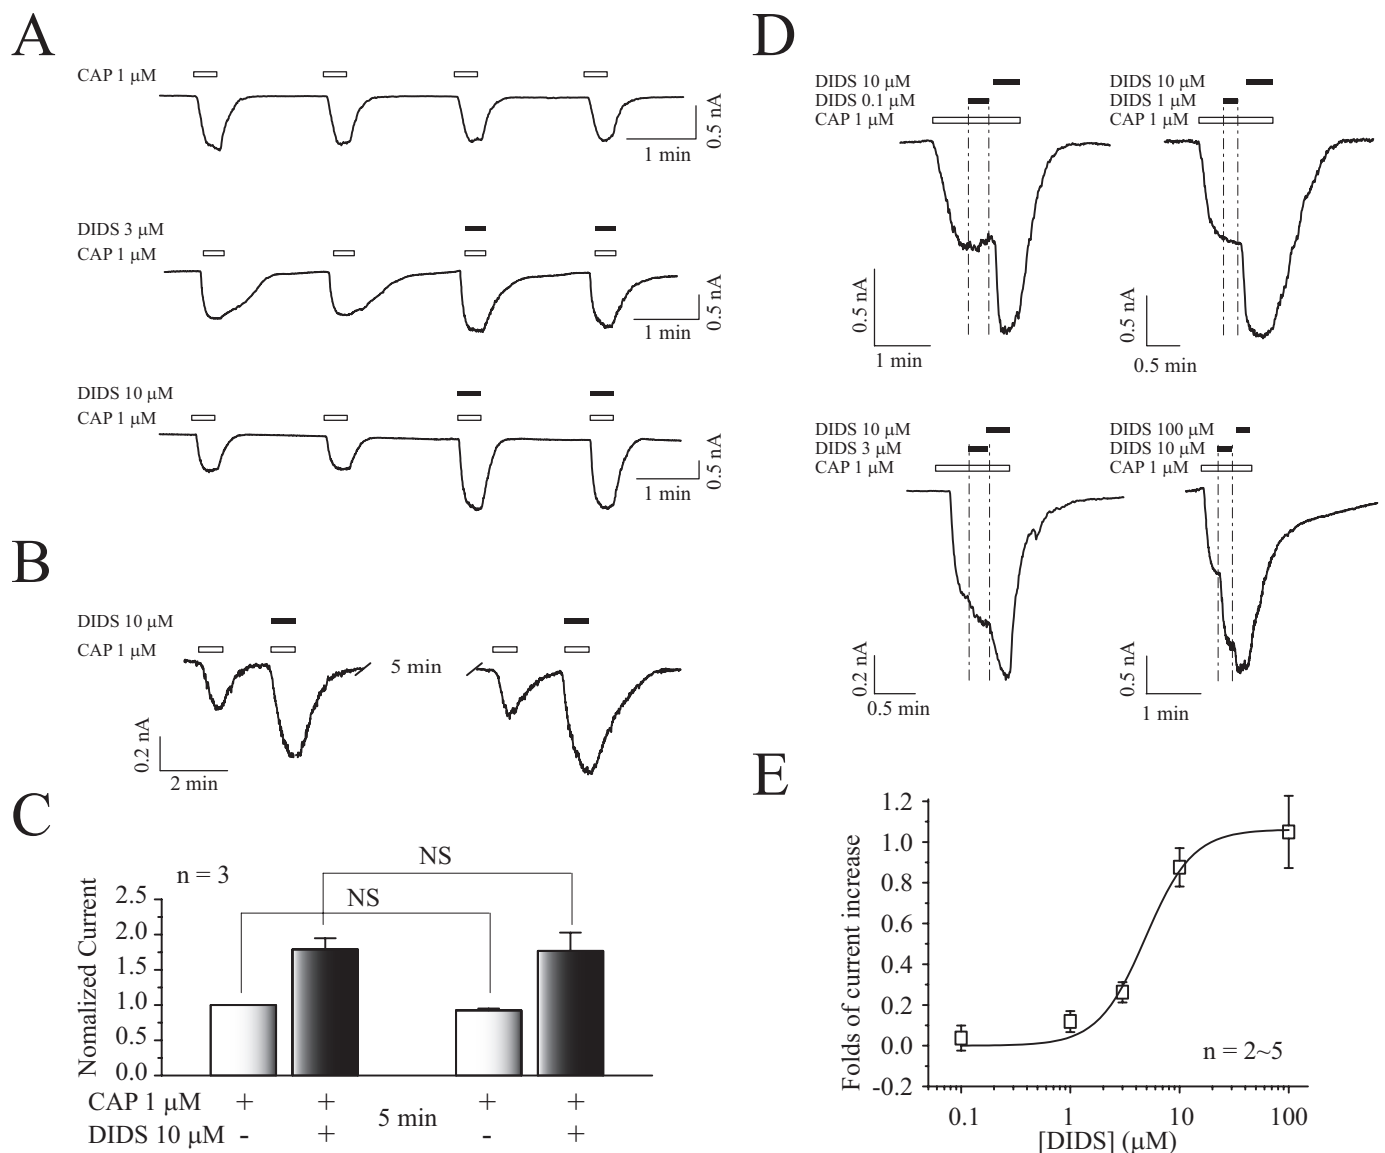 A
CAP 1 μM
0.5 nA
1 min
DIDS 3 μM
CAP 1 μM
0.5 nA
1 min
DIDS 10 μM
CAP 1 μM
0.5 nA
1 min
B
DIDS 10 μM
CAP 1 μM
5 min
0.2 nA
2 min
C
NS
n = 3
NS
Nomalized Current
2.5
2.0
1.5
1.0
0.5
0.0
CAP 1 μM + + + +
5 min
DIDS 10 μM - + - +
D
DIDS 10 μM
DIDS 0.1 μM
CAP 1 μM
0.5 nA
1 min
DIDS 10 μM
DIDS 1 μM
CAP 1 μM
0.5 nA
0.5 min
DIDS 10 μM
DIDS 3 μM
CAP 1 μM
0.2 nA
0.5 min
DIDS 100 μM
DIDS 10 μM
CAP 1 μM
0.5 nA
1 min
E
Folds of current increase
1.2
1.0
0.8
0.6
0.4
0.2
0.0
-0.2
n = 2~5
0.1 1 10 100
[DIDS] (μM)